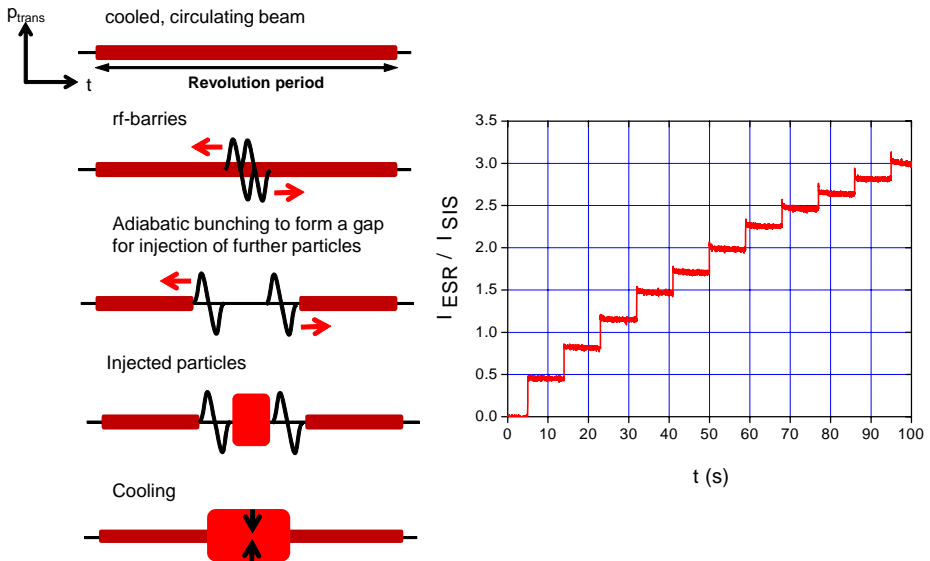 p_trans
cooled, circulating beam
t
Revolution period
rf-barries
Adiabatic bunching to form a gap
for injection of further particles
Injected particles
Cooling
I ESR / I SIS
3.5
3.0
2.5
2.0
1.5
1.0
0.5
0.0
0 10 20 30 40 50 60 70 80 90 100
t (s)